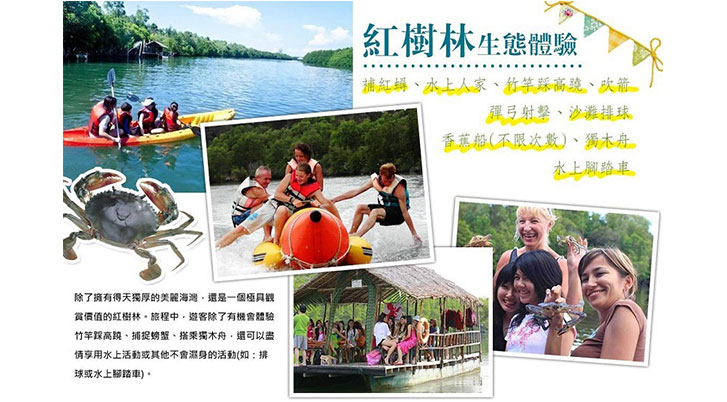 紅樹林生態體驗
補紅蟳、水上人家、竹竿踩高蹺、吹箭
彈弓射擊、沙灘排球
香蕉船(不限次數)、獨木舟
水上腳踏車
除了擁有得天獨厚的美麗海灣，還是一個極具觀
賞價值的紅樹林。旅程中，遊客除了有機會體驗
竹竿踩高蹺、捕捉螃蟹、搭乘獨木舟，還可以盡
情享用水上活動或其他不會濕身的活動(如：排
球或水上腳踏車)。